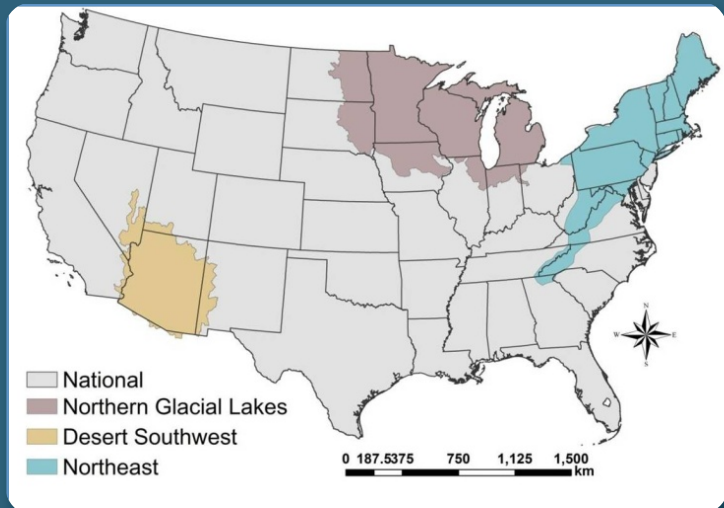 N
W E
S
National
Northern Glacial Lakes
Desert Southwest
Northeast
0 187.5375 750 1,125 1,500
km